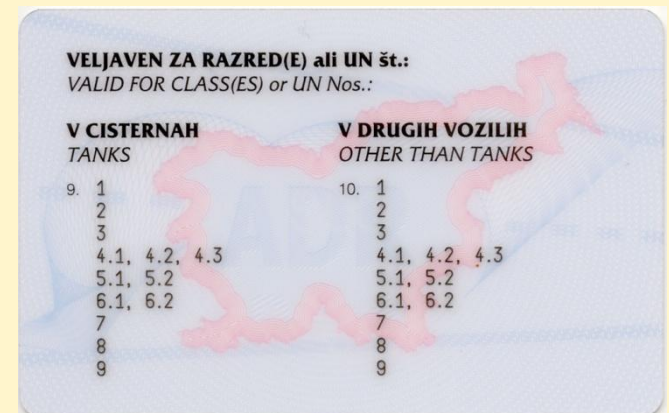 VELJAVEN ZA RAZRED(E) ali UN št.:
VALID FOR CLASS(ES) or UN Nos.:
V CISTERNAH
TANKS
9. 1
2
3
4.1, 4.2, 4.3
5.1, 5.2
6.1, 6.2
7
8
9
V DRUGIH VOZILIH
OTHER THAN TANKS
10. 1
2
3
4.1, 4.2, 4.3
5.1, 5.2
6.1, 6.2
7
8
9
ADR